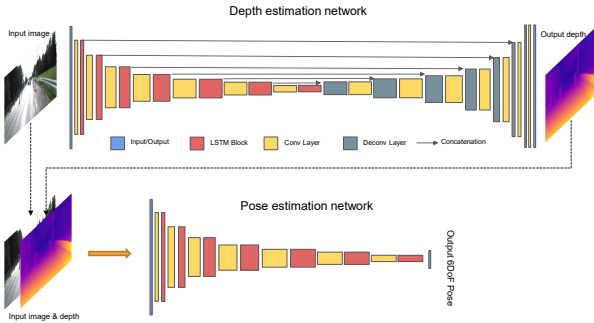 Depth estimation network
Input image
Output depth
Input/Output
LSTM Block
Conv Layer
Deconv Layer
Concatenation
Pose estimation network
Output 6DoF Pose
Input image & depth